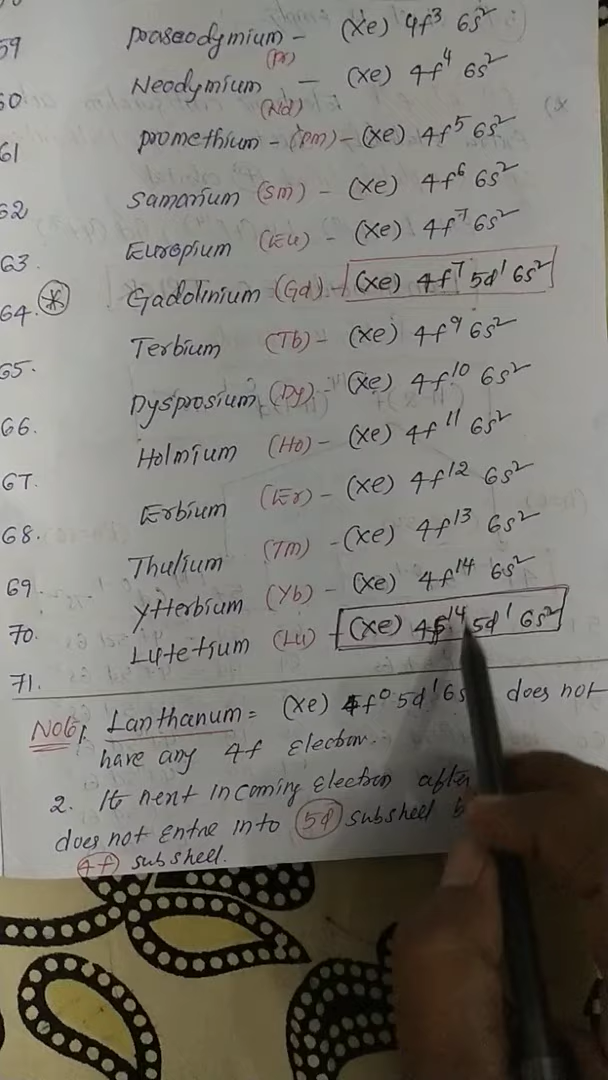 59 praseodymium - (Xe) 4f³ 6s²
(Pr)
60 Neodymium - (Xe) 4f⁴ 6s²
(Nd)
61 promethium - (Pm) - (Xe) 4f⁵ 6s²
62 Samarium (Sm) - (Xe) 4f⁶ 6s²
63. Europium (Eu) - (Xe) 4f⁷ 6s²
64. Gadolinium (Gd) - (Xe) 4f⁷ 5d¹ 6s²
65. Terbium (Tb) - (Xe) 4f⁹ 6s²
66. Dysprosium (Dy) - (Xe) 4f¹⁰ 6s²
67. Holmium (Ho) - (Xe) 4f¹¹ 6s²
68. Erbium (Er) - (Xe) 4f¹² 6s²
69. Thulium (Tm) - (Xe) 4f¹³ 6s²
70. Ytterbium (Yb) - (Xe) 4f¹⁴ 6s²
71. Lutetium (Lu) - (Xe) 4f¹⁴ 5d¹ 6s²
NOTE, Lanthanum = (Xe) 4f⁰ 5d¹ 6s does not
have any 4f Electron.
2. Its next incoming Electron after
does not Entre into 5d subshell
4f subshell.